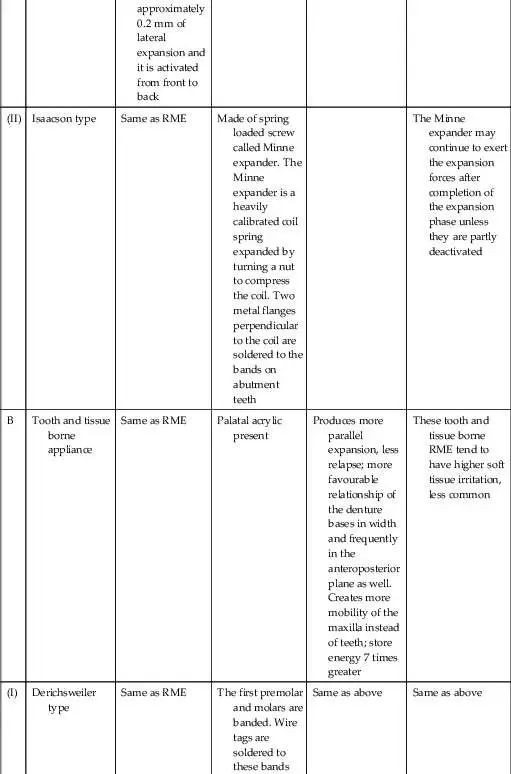 approximately
0.2 mm of
lateral
expansion and
it is activated
from front to
back
(II)
Isaacson type
Same as RME
Made of spring
loaded screw
called Minne
expander. The
Minne
expander is a
heavily
calibrated coil
spring
expanded by
turning a nut
to compress
the coil. Two
metal flanges
perpendicular
to the coil are
soldered to the
bands on
abutment
teeth
The Minne
expander may
continue to exert
the expansion
forces after
completion of
the expansion
phase unless
they are partly
deactivated
B
Tooth and tissue
borne
appliance
Same as RME
Palatal acrylic
present
Produces more
parallel
expansion, less
relapse; more
favourable
relationship of
the denture
bases in width
and frequently
in the
anteroposterior
plane as well.
Creates more
mobility of the
maxilla instead
of teeth; store
energy 7 times
greater
These tooth and
tissue borne
RME tend to
have higher soft
tissue irritation,
less common
(I)
Derichsweiler
type
Same as RME
The first premolar
and molars are
banded. Wire
tags are
soldered to
these bands
Same as above
Same as above